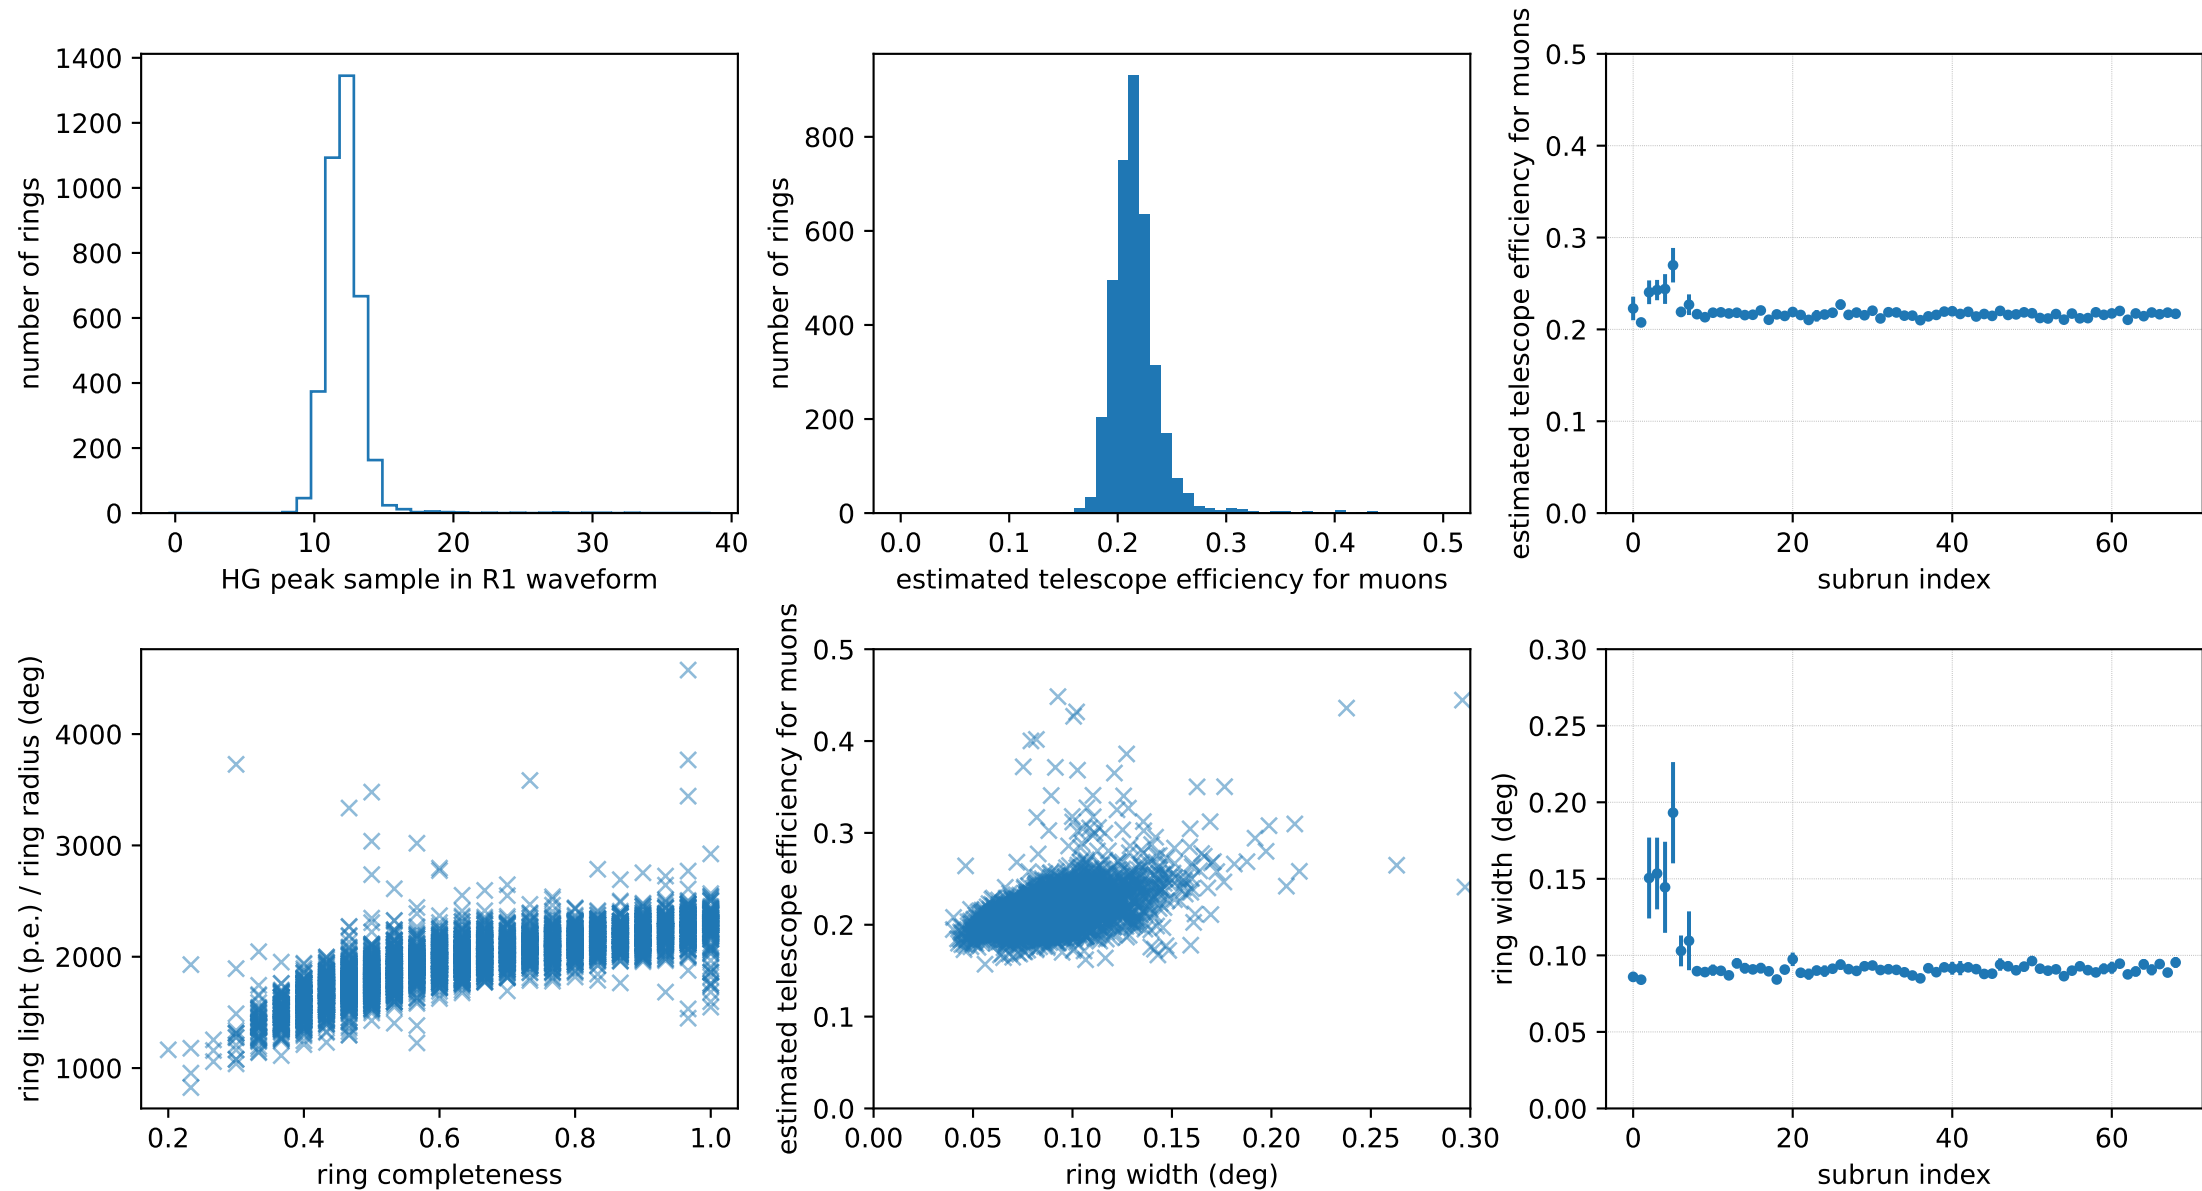 1400
1200
1000
800
600
400
200
0
number of rings
0 10 20 30 40
HG peak sample in R1 waveform
800
600
400
200
0
number of rings
0.0 0.1 0.2 0.3 0.4 0.5
estimated telescope efficiency for muons
0.5
0.4
0.3
0.2
0.1
0.0
estimated telescope efficiency for muons
0 20 40 60
subrun index
4000
3000
2000
1000
ring light (p.e.) / ring radius (deg)
0.2 0.4 0.6 0.8 1.0
ring completeness
0.5
0.4
0.3
0.2
0.1
0.0
estimated telescope efficiency for muons
0.00 0.05 0.10 0.15 0.20 0.25 0.30
ring width (deg)
0.30
0.25
0.20
0.15
0.10
0.05
0.00
ring width (deg)
0 20 40 60
subrun index